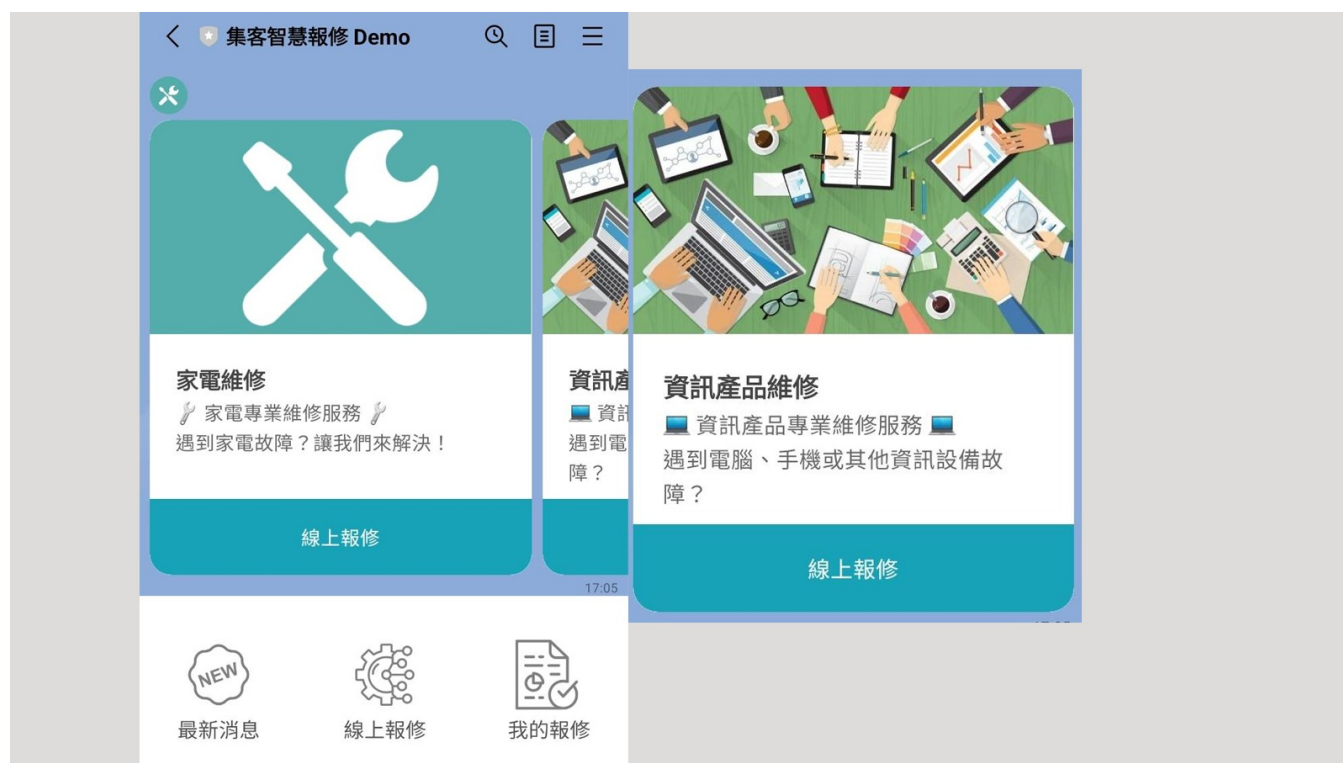 集客智慧報修 Demo
家電維修
🔧 家電專業維修服務 🔧
遇到家電故障？讓我們來解決！
線上報修
資訊產
💻 資訊
遇到電
障？
17:05
資訊產品維修
💻 資訊產品專業維修服務 💻
遇到電腦、手機或其他資訊設備故
障？
線上報修
NEW
最新消息
線上報修
我的報修